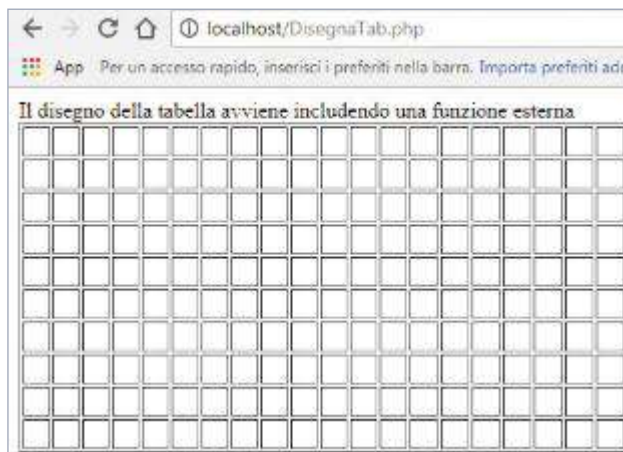 localhost/DisegnaTab.php
App Per un accesso rapido, inserisci i preferiti nella barra. Importa preferiti
Il disegno della tabella avviene includendo una funzione esterna